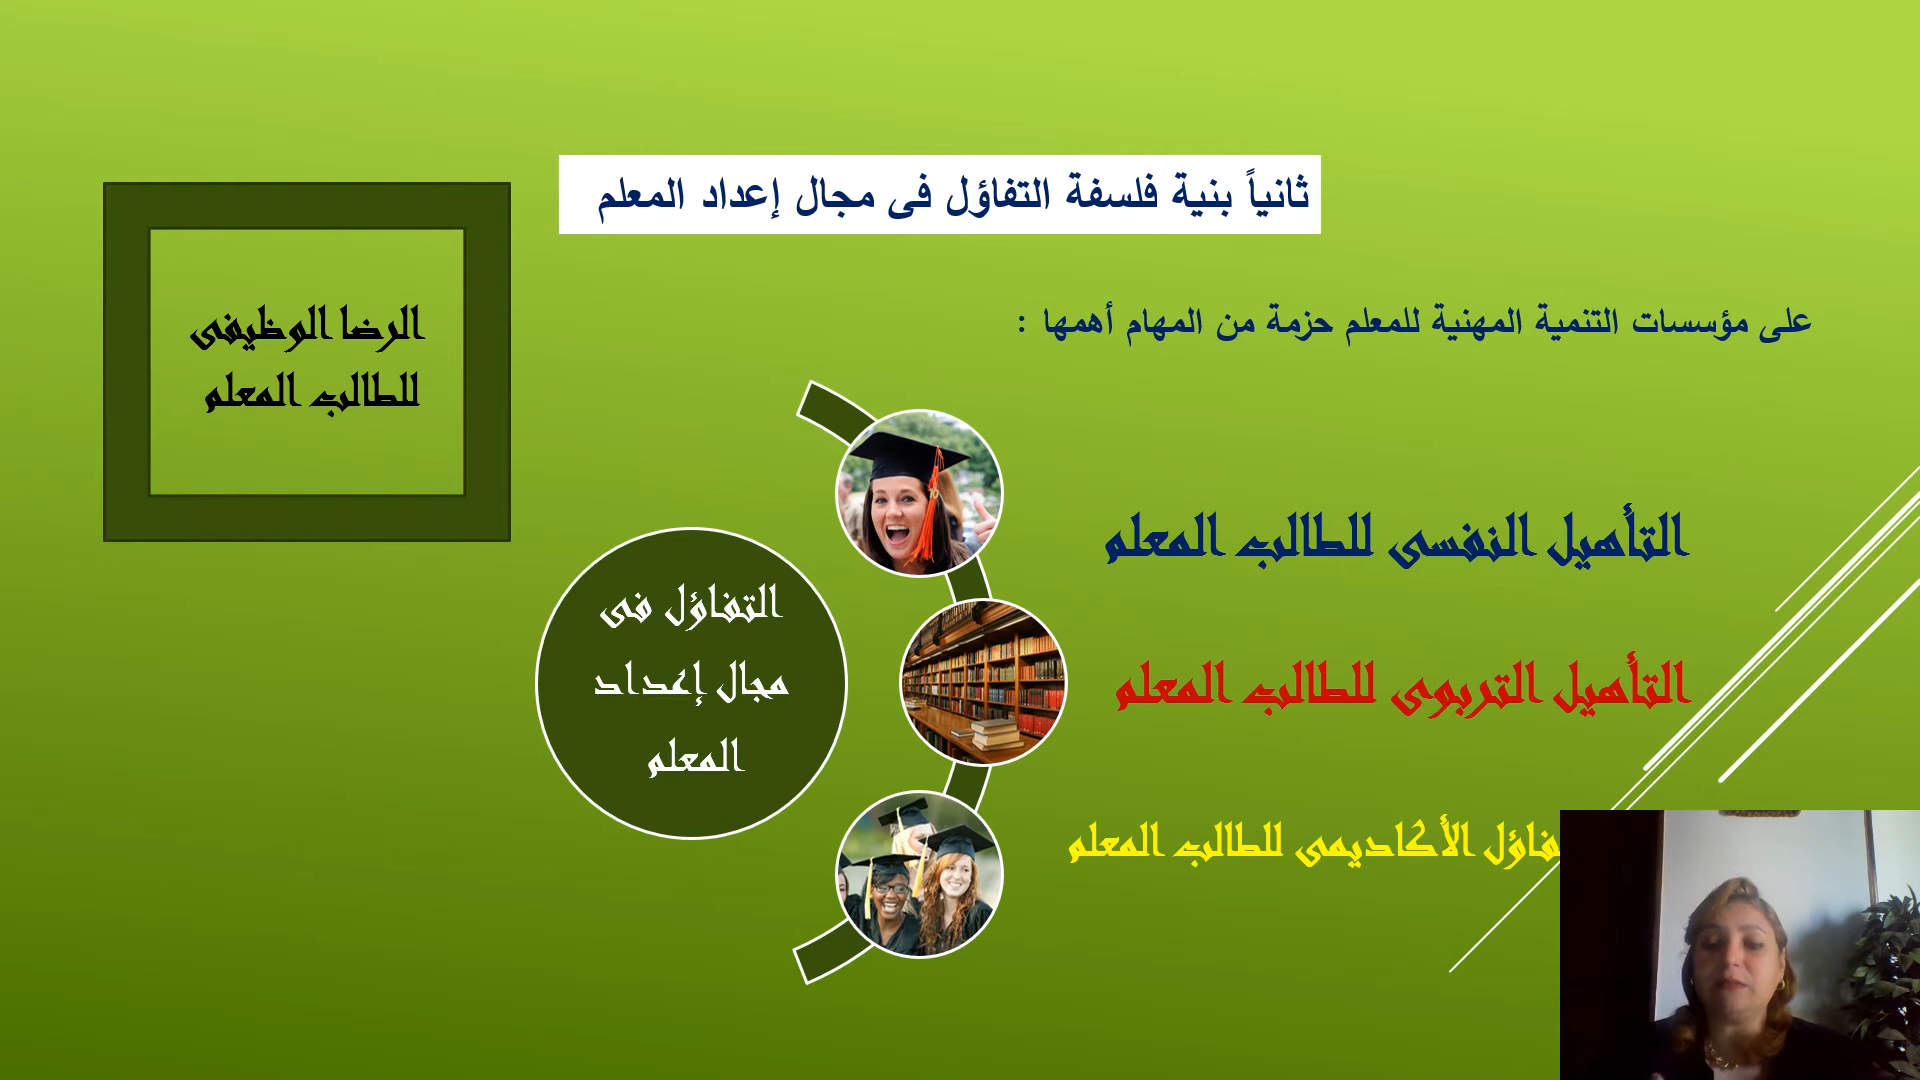 ثانياً بنية فلسفة التفاؤل فى مجال إعداد المعلم
على مؤسسات التنمية المهنية للمعلم حزمة من المهام أهمها :
الرضا الوظيفى
للطالب المعلم
التأهيل النفسى للطالب المعلم
التأهيل التربوى للطالب المعلم
الأكاديمى للطالب المعلم
التفاؤل فى
مجال إعداد
المعلم